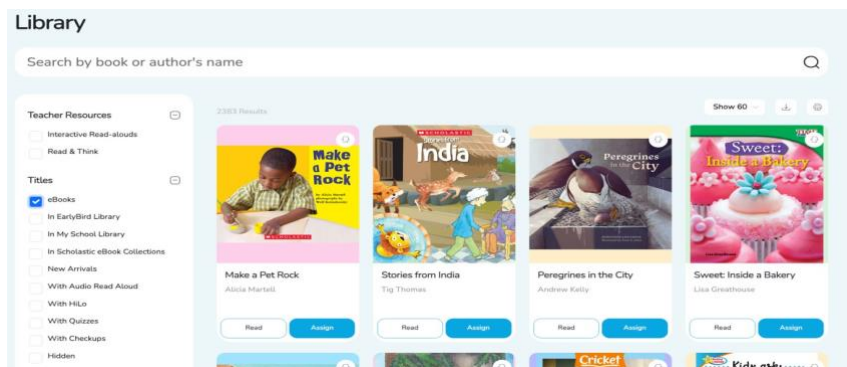 Library
Search by book or author's name
Teacher Resources
Interactive Read-alouds
Read & Think
Titles
eBooks
In EarlyBird Library
In My School Library
In Scholastic eBook Collections
New Arrivals
With Audio Read Aloud
With HiLo
With Quizzes
With Checkups
Hidden
2383 Results
Show 60
Make
a Pet
Rock
SCHOLASTIC
Make a Pet Rock
Alicia Martell
Read
Assign
SCHOLASTIC
Stories from
India
Stories from India
Tig Thomas
Read
Assign
Peregrines
in the City
Peregrines in the City
Andrew Kelly
Read
Assign
Sweet:
Inside a Bakery
Sweet: Inside a Bakery
Lisa Greathouse
Read
Assign
Cricket